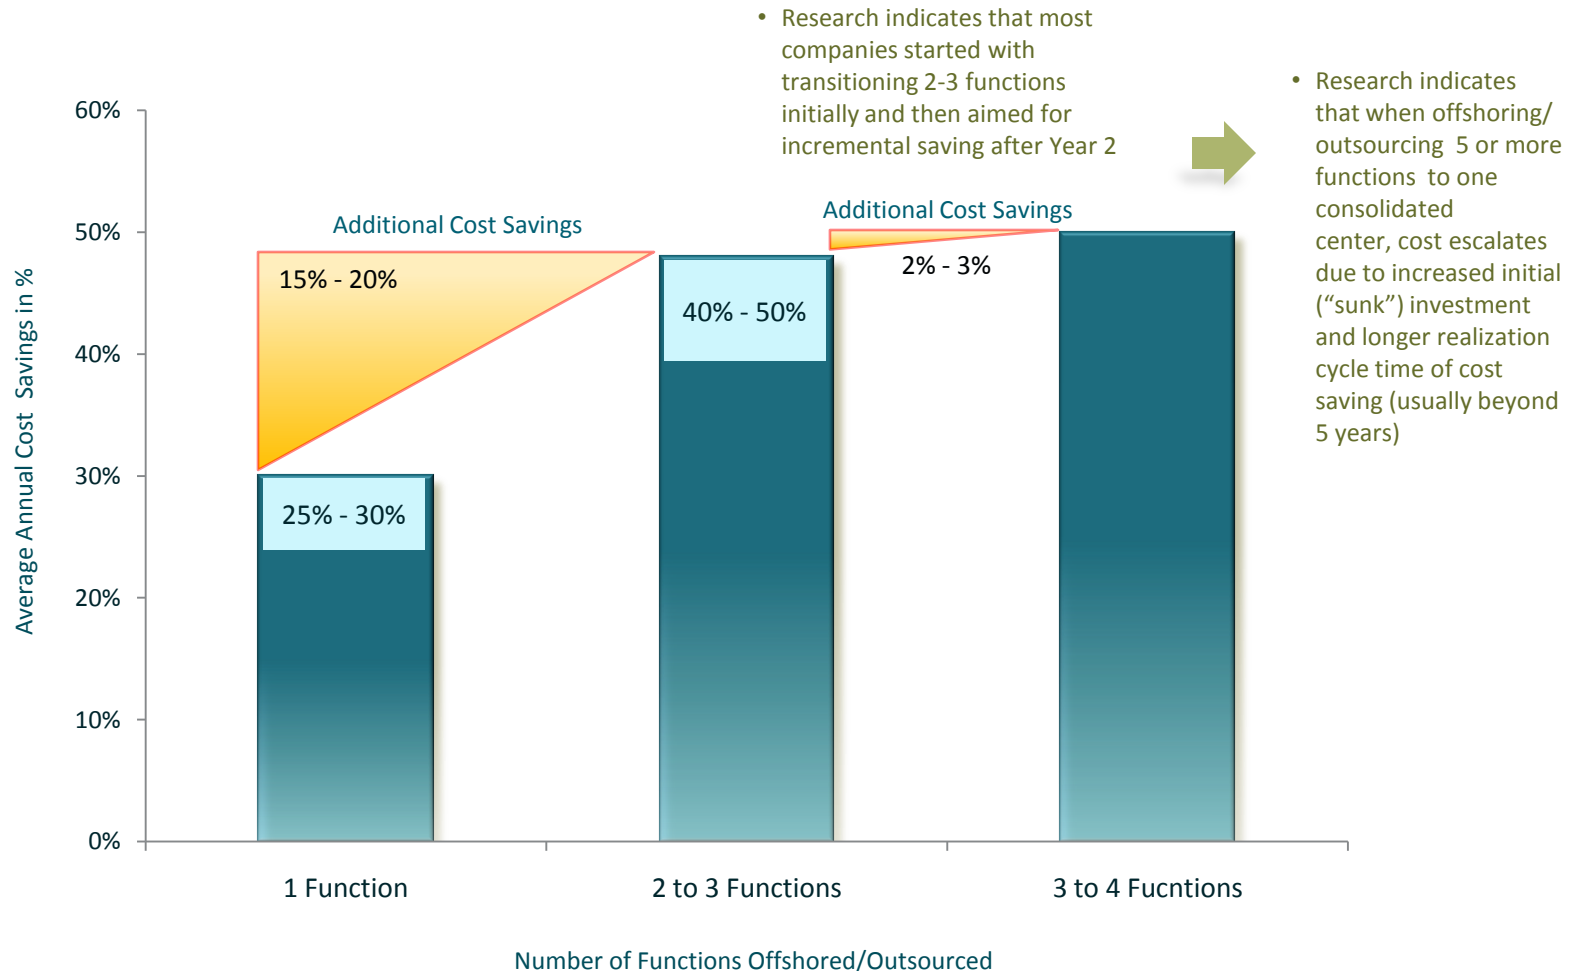 • Research indicates that most
companies started with
transitioning 2-3 functions
initially and then aimed for
incremental saving after Year 2
• Research indicates
that when offshoring/
outsourcing 5 or more
functions to one
consolidated
center, cost escalates
due to increased initial
(“sunk”) investment
and longer realization
cycle time of cost
saving (usually beyond
5 years)
Average Annual Cost Savings in %
60%
50%
40%
30%
20%
10%
0%
Additional Cost Savings
15% - 20%
Additional Cost Savings
2% - 3%
25% - 30%
40% - 50%
1 Function
2 to 3 Functions
3 to 4 Fucntions
Number of Functions Offshored/Outsourced